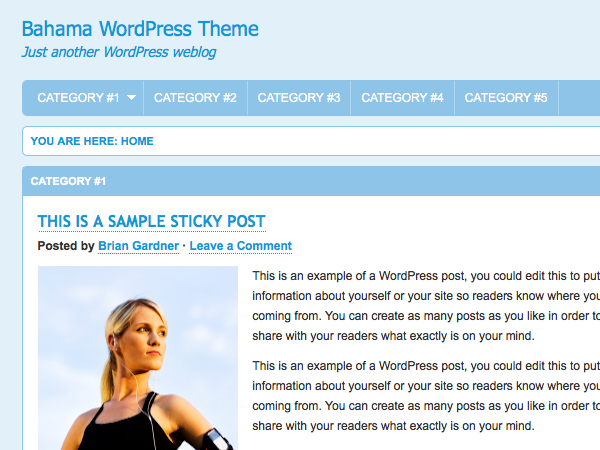 Bahama WordPress Theme
Just another WordPress weblog
CATEGORY #1 CATEGORY #2 CATEGORY #3 CATEGORY #4 CATEGORY #5
YOU ARE HERE: HOME
CATEGORY #1
THIS IS A SAMPLE STICKY POST
Posted by Brian Gardner · Leave a Comment
This is an example of a WordPress post, you could edit this to put
information about yourself or your site so readers know where you
coming from. You can create as many posts as you like in order to
share with your readers what exactly is on your mind.
This is an example of a WordPress post, you could edit this to put
information about yourself or your site so readers know where you
coming from. You can create as many posts as you like in order to
share with your readers what exactly is on your mind.